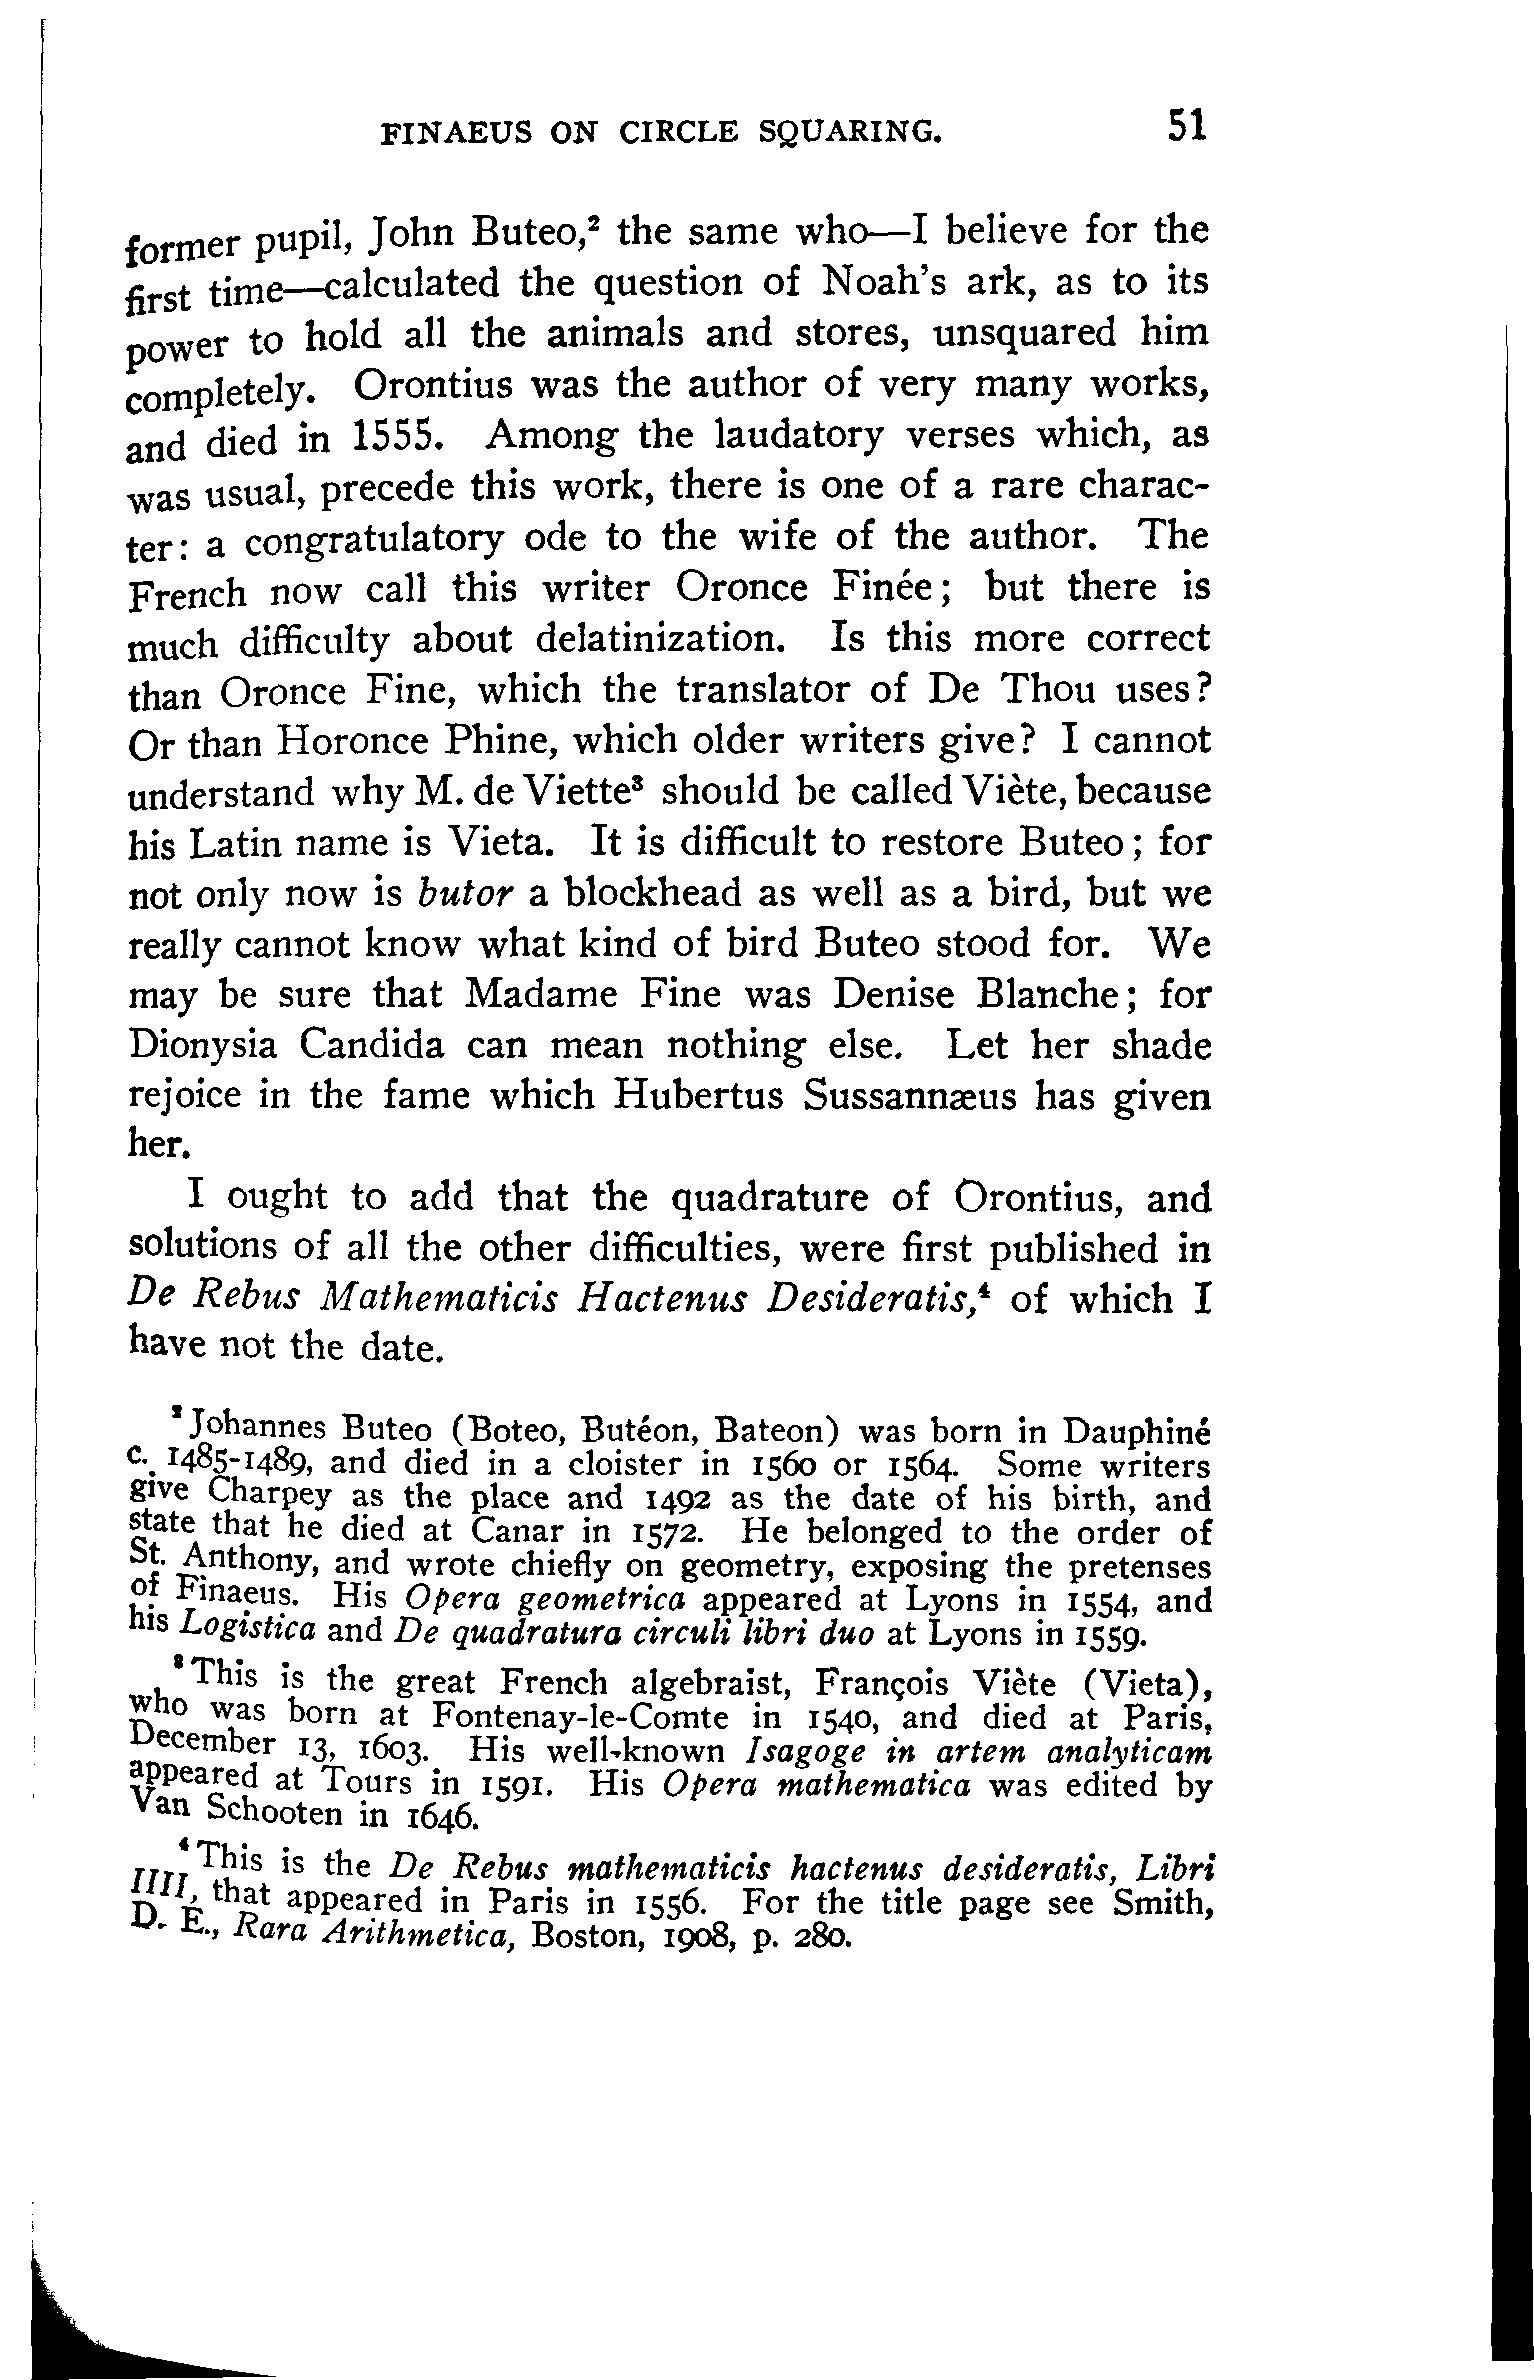 FINAEUS ON CIRCLE SQUARING. 51
former pupil, John Buteo,² the same who—I believe for the
first time—calculated the question of Noah's ark, as to its
power to hold all the animals and stores, unsquared him
completely. Orontius was the author of very many works,
and died in 1555. Among the laudatory verses which, as
was usual, precede this work, there is one of a rare charac-
ter: a congratulatory ode to the wife of the author. The
French now call this writer Oronce Finée; but there is
much difficulty about delatinization. Is this more correct
than Oronce Fine, which the translator of De Thou uses?
Or than Horonce Phine, which older writers give? I cannot
understand why M. de Viette³ should be called Viète, because
his Latin name is Vieta. It is difficult to restore Buteo; for
not only now is butor a blockhead as well as a bird, but we
really cannot know what kind of bird Buteo stood for. We
may be sure that Madame Fine was Denise Blanche; for
Dionysia Candida can mean nothing else. Let her shade
rejoice in the fame which Hubertus Sussannæus has given
her.
I ought to add that the quadrature of Orontius, and
solutions of all the other difficulties, were first published in
De Rebus Mathematicis Hactenus Desideratis,⁴ of which I
have not the date.
² Johannes Buteo (Boteo, Butéon, Bateon) was born in Dauphiné
c. 1485-1489, and died in a cloister in 1560 or 1564. Some writers
give Charpey as the place and 1492 as the date of his birth, and
state that he died at Canar in 1572. He belonged to the order of
St. Anthony, and wrote chiefly on geometry, exposing the pretenses
of Finaeus. His Opera geometrica appeared at Lyons in 1554, and
his Logistica and De quadratura circuli libri duo at Lyons in 1559.
³ This is the great French algebraist, François Viète (Vieta),
who was born at Fontenay-le-Comte in 1540, and died at Paris,
December 13, 1603. His well-known Isagoge in artem analyticam
appeared at Tours in 1591. His Opera mathematica was edited by
Van Schooten in 1646.
⁴ This is the De Rebus mathematicis hactenus desideratis, Libri
IIII, that appeared in Paris in 1556. For the title page see Smith,
D. E., Rara Arithmetica, Boston, 1908, p. 280.